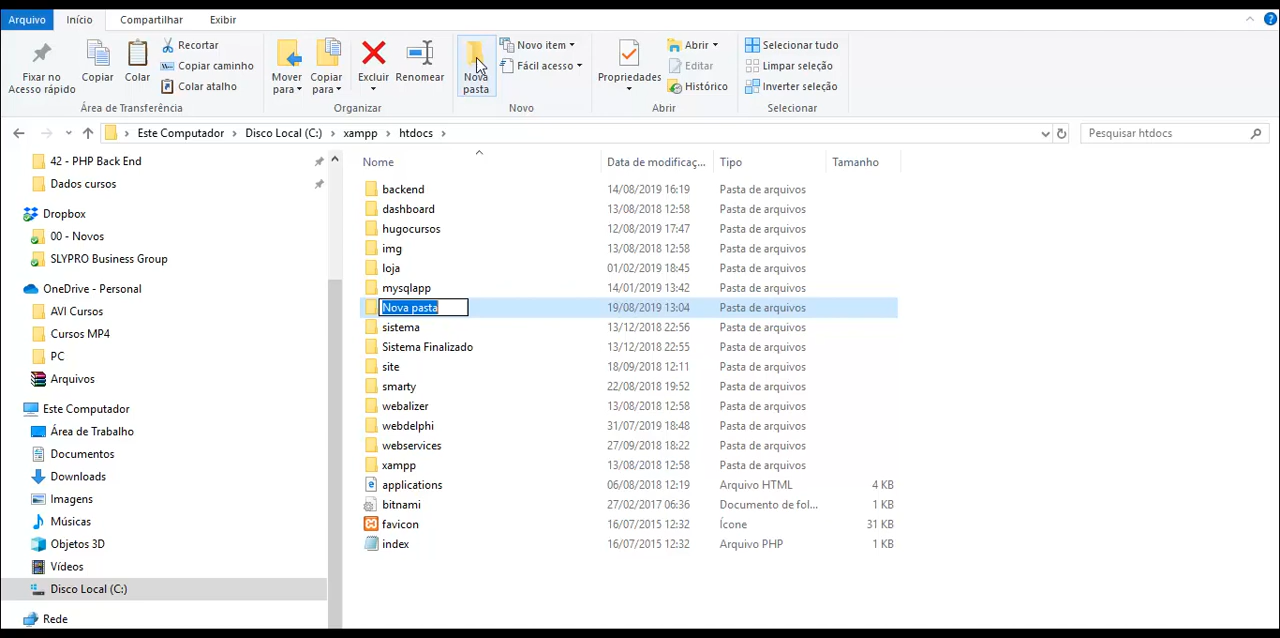 Arquivo Início Compartilhar Exibir
Fixar no Acesso rápido
Copiar
Colar
Recortar
Copiar caminho
Colar atalho
Área de Transferência
Mover para
Copiar para
Excluir
Renomear
Organizar
Nova pasta
Novo item
Fácil acesso
Novo
Propriedades
Abrir
Editar
Histórico
Abrir
Selecionar tudo
Limpar seleção
Inverter seleção
Selecionar
Este Computador › Disco Local (C:) › xampp › htdocs ›
Pesquisar htdocs
42 - PHP Back End
Dados cursos
Dropbox
00 - Novos
SLYPRO Business Group
OneDrive - Personal
AVI Cursos
Cursos MP4
PC
Arquivos
Este Computador
Área de Trabalho
Documentos
Downloads
Imagens
Músicas
Objetos 3D
Vídeos
Disco Local (C:)
Rede
Nome Data de modificaç... Tipo Tamanho
backend 14/08/2019 16:19 Pasta de arquivos
dashboard 13/08/2018 12:58 Pasta de arquivos
hugocursos 12/08/2019 17:47 Pasta de arquivos
img 13/08/2018 12:58 Pasta de arquivos
loja 01/02/2019 18:45 Pasta de arquivos
mysqlapp 14/01/2019 13:42 Pasta de arquivos
Nova pasta 19/08/2019 13:04 Pasta de arquivos
sistema 13/12/2018 22:56 Pasta de arquivos
Sistema Finalizado 13/12/2018 22:55 Pasta de arquivos
site 18/09/2018 12:11 Pasta de arquivos
smarty 22/08/2018 19:52 Pasta de arquivos
webalizer 13/08/2018 12:58 Pasta de arquivos
webdelphi 31/07/2019 18:48 Pasta de arquivos
webservices 27/09/2018 18:22 Pasta de arquivos
xampp 13/08/2018 12:58 Pasta de arquivos
applications 06/08/2018 12:19 Arquivo HTML 4 KB
bitnami 27/02/2017 06:36 Documento de fol... 1 KB
favicon 16/07/2015 12:32 Ícone 31 KB
index 16/07/2015 12:32 Arquivo PHP 1 KB